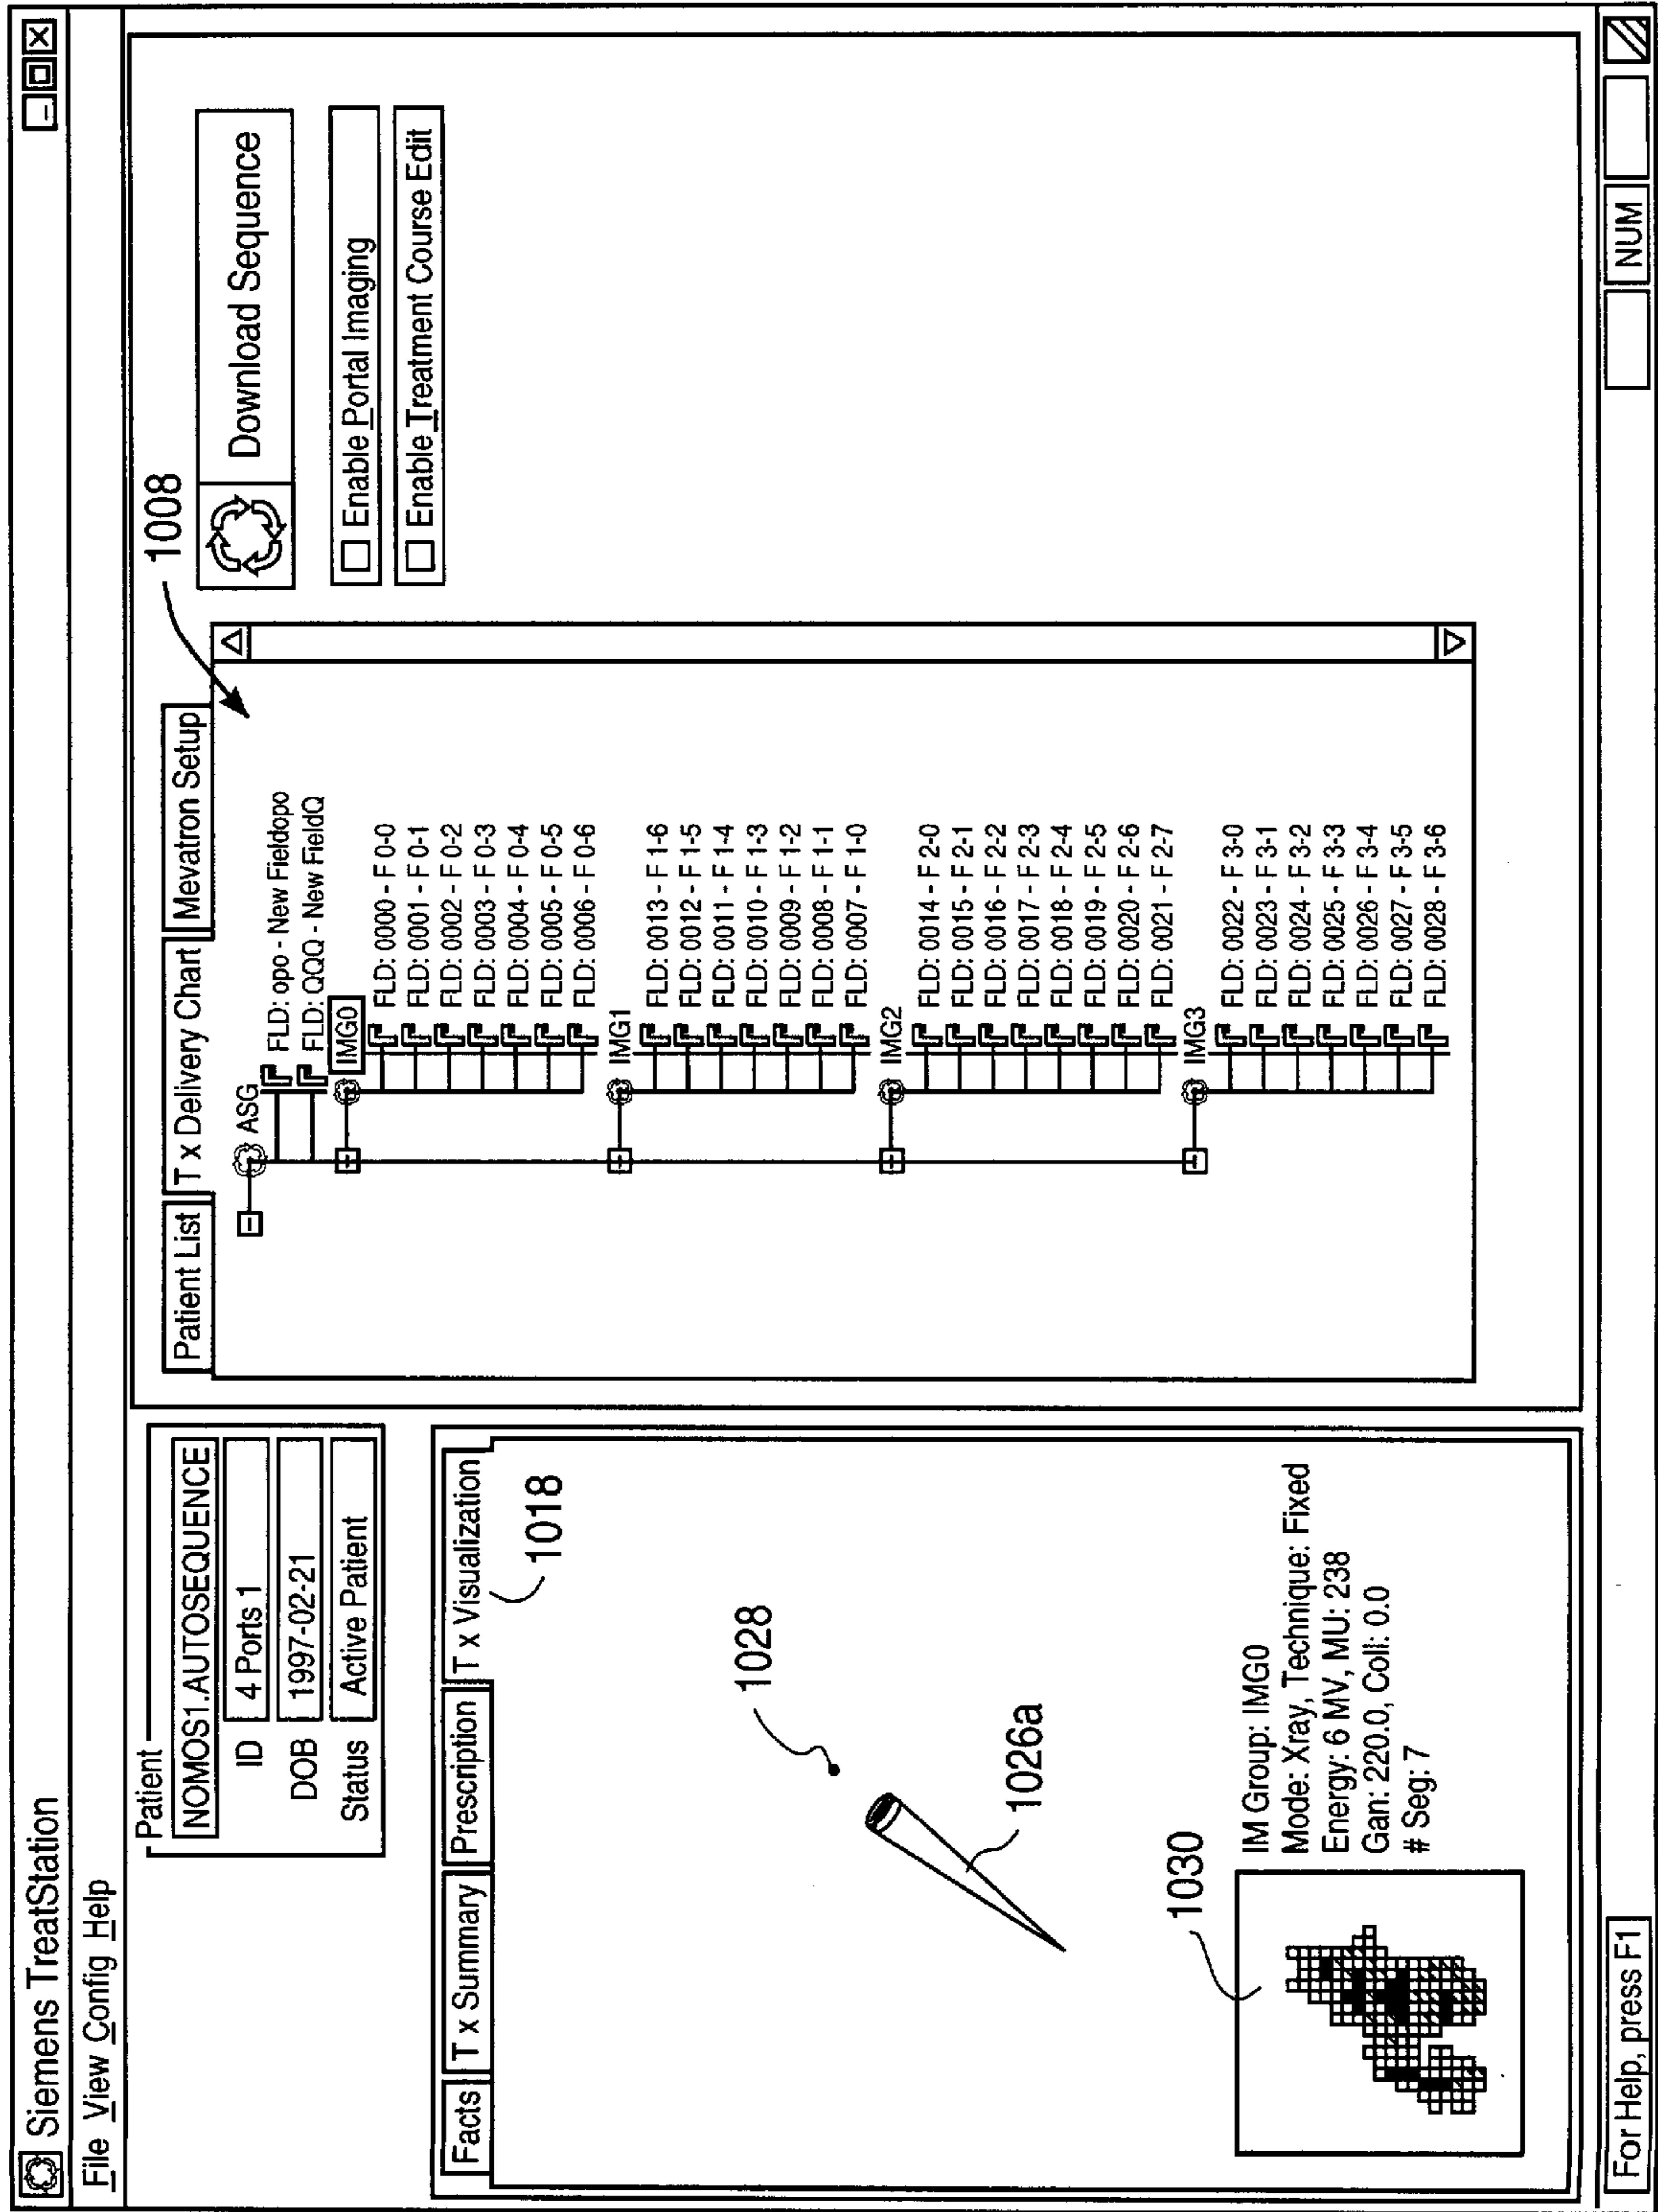 Siemens TreatStation
File View Config Help
Patient
NOMOS1.AUTOSEQUENCE
ID 4 Ports 1
DOB 1997-02-21
Status Active Patient
Facts T x Summary Prescription T x Visualization
1018
1028
1026a
1030
IM Group: IMG0
Mode: Xray, Technique: Fixed
Energy: 6 MV, MU: 238
Gan: 220.0, Coll: 0.0
# Seg: 7
Patient List T x Delivery Chart Mevatron Setup
1008
ASG
FLD: opo - New Fieldopo
FLD: QQQ - New FieldQ
IMG0
FLD: 0000 - F 0-0
FLD: 0001 - F 0-1
FLD: 0002 - F 0-2
FLD: 0003 - F 0-3
FLD: 0004 - F 0-4
FLD: 0005 - F 0-5
FLD: 0006 - F 0-6
IMG1
FLD: 0013 - F 1-6
FLD: 0012 - F 1-5
FLD: 0011 - F 1-4
FLD: 0010 - F 1-3
FLD: 0009 - F 1-2
FLD: 0008 - F 1-1
FLD: 0007 - F 1-0
IMG2
FLD: 0014 - F 2-0
FLD: 0015 - F 2-1
FLD: 0016 - F 2-2
FLD: 0017 - F 2-3
FLD: 0018 - F 2-4
FLD: 0019 - F 2-5
FLD: 0020 - F 2-6
FLD: 0021 - F 2-7
IMG3
FLD: 0022 - F 3-0
FLD: 0023 - F 3-1
FLD: 0024 - F 3-2
FLD: 0025 - F 3-3
FLD: 0026 - F 3-4
FLD: 0027 - F 3-5
FLD: 0028 - F 3-6
Download Sequence
Enable Portal Imaging
Enable Treatment Course Edit
For Help, press F1
NUM